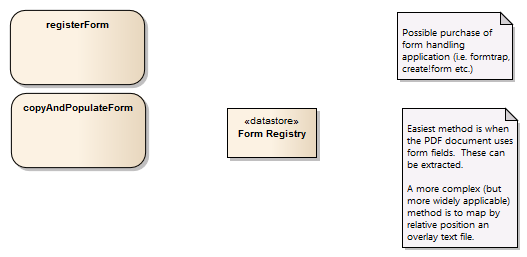 registerForm
copyAndPopulateForm
«datastore»
Form Registry
Possible purchase of
form handling
application (i.e. formtrap,
create!form etc.)
Easiest method is when
the PDF document uses
form fields.  These can
be extracted.
A more complex (but
more widely applicable)
method is to map by
relative position an
overlay text file.